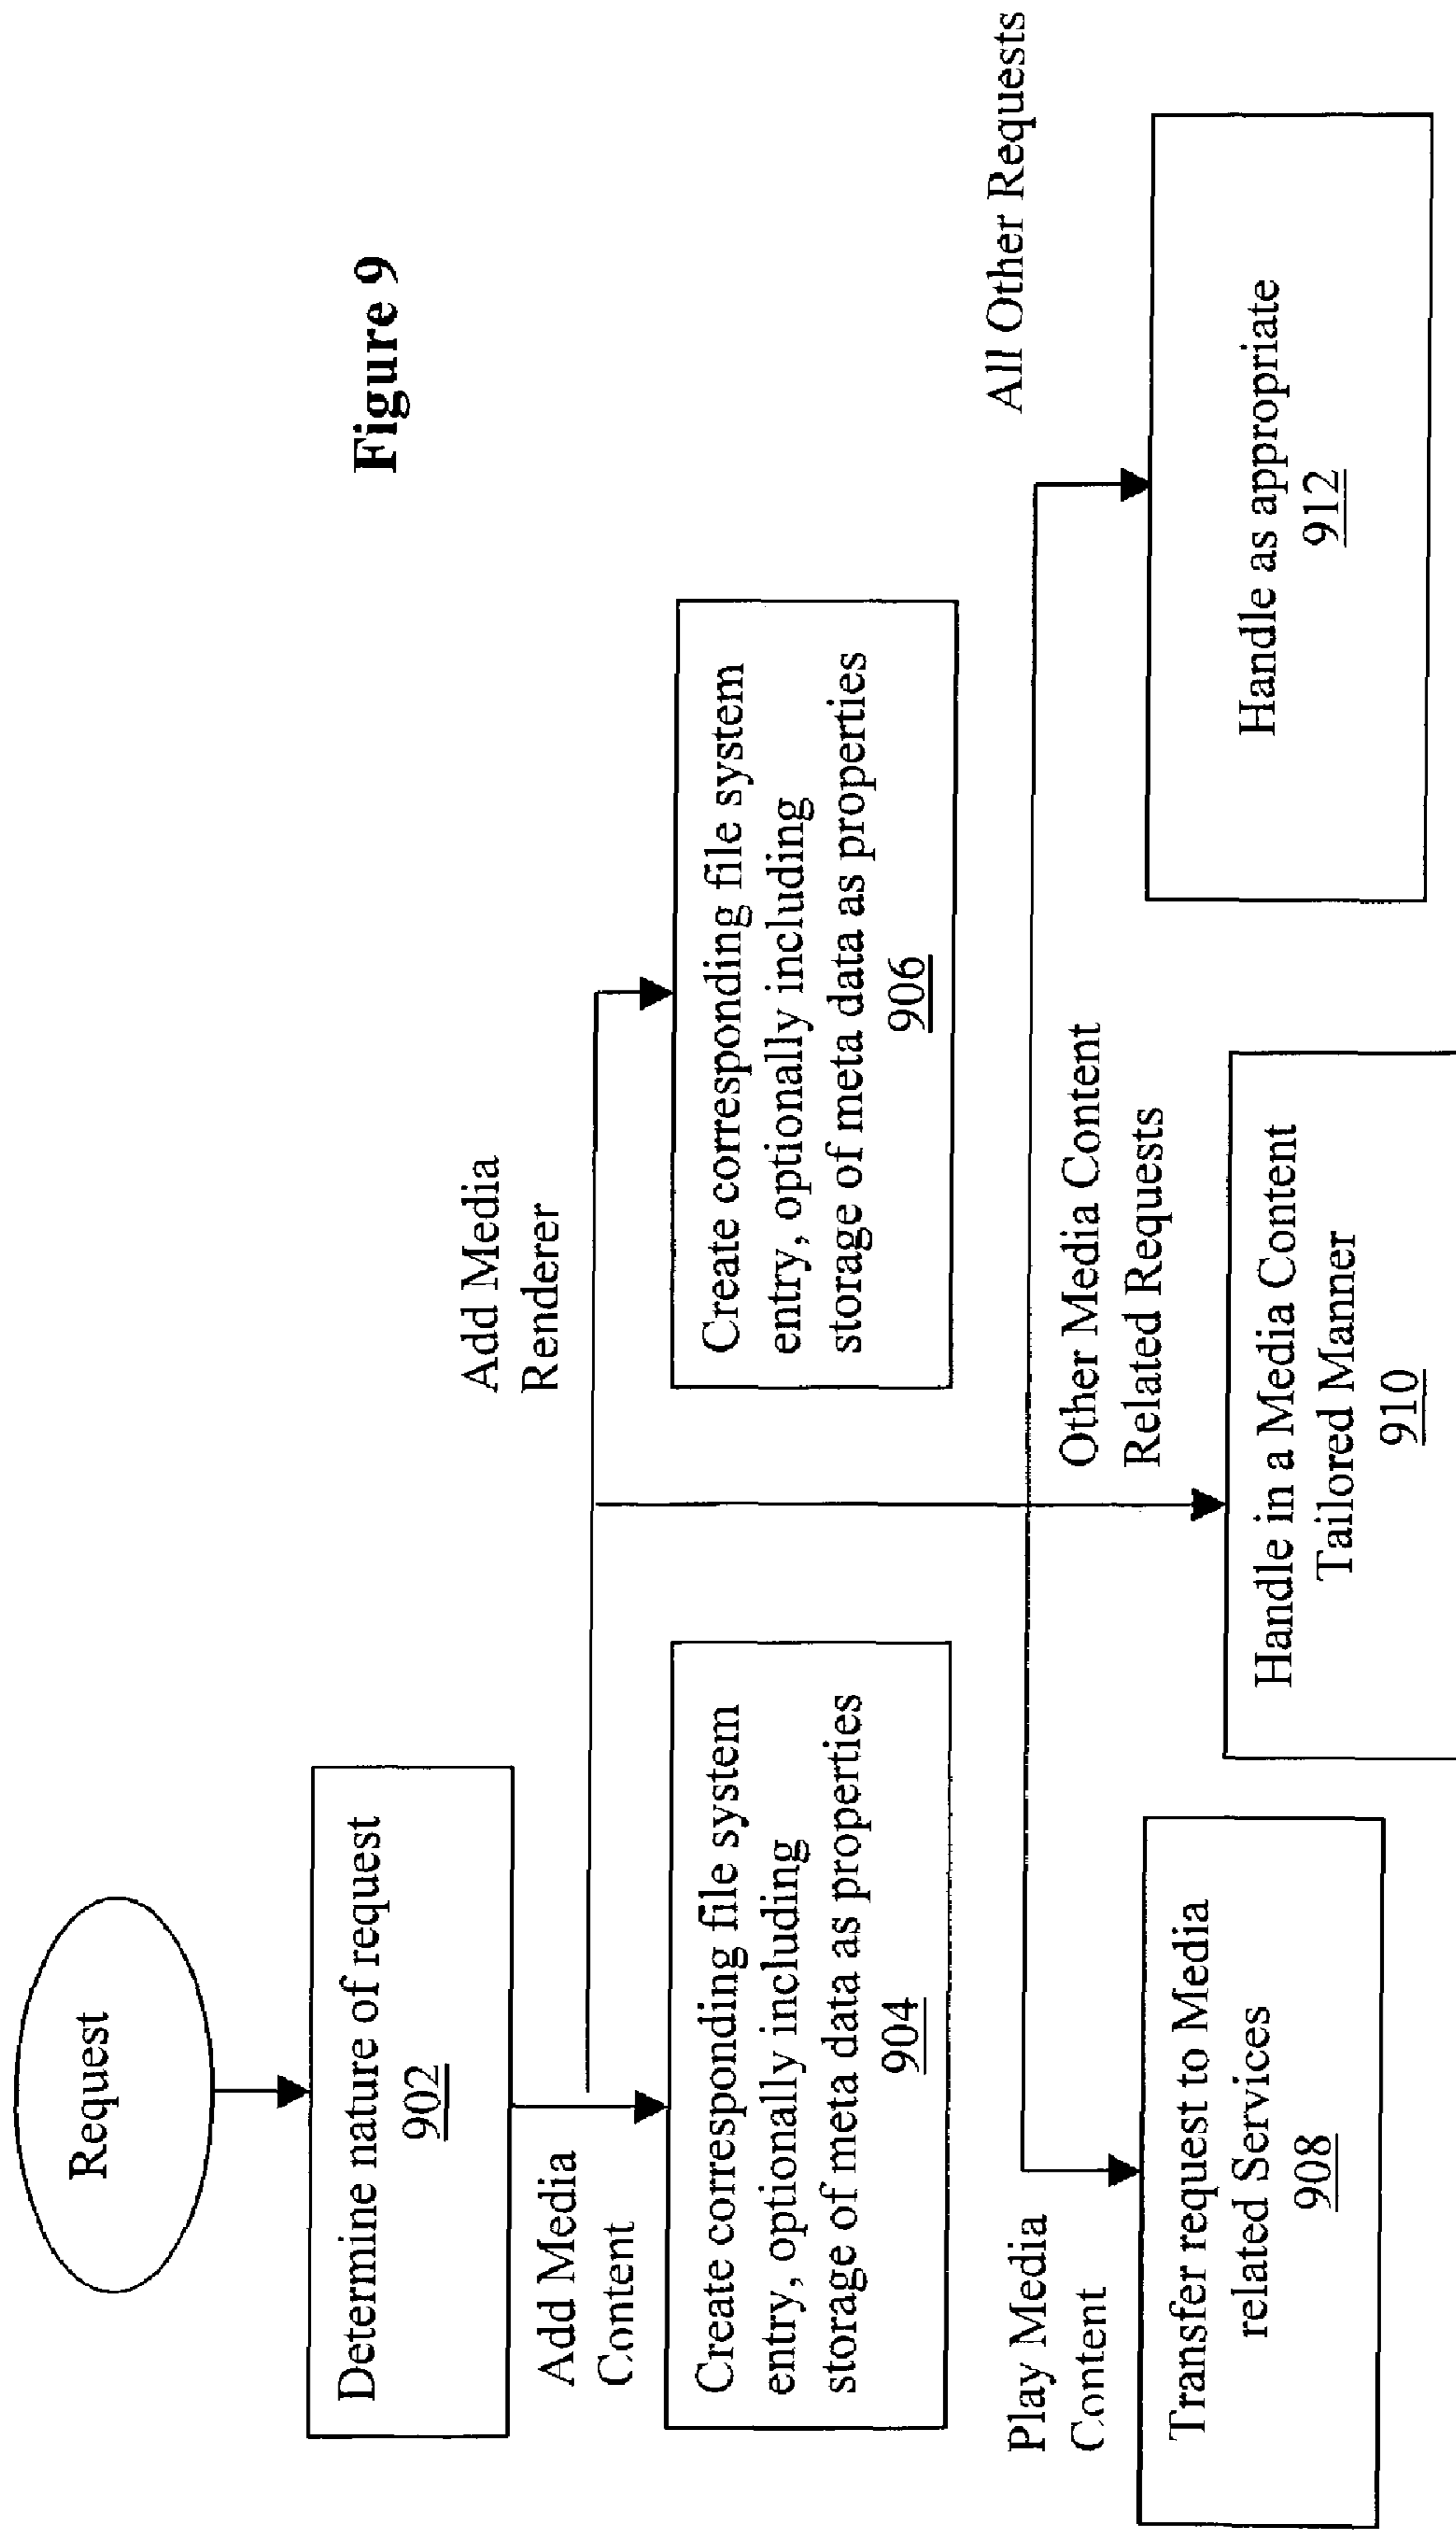 Figure 9
Request
Determine nature of request
902
Add Media
Content
Add Media
Renderer
Create corresponding file system
entry, optionally including
storage of meta data as properties
904
Create corresponding file system
entry, optionally including
storage of meta data as properties
906
Play Media
Content
Other Media Content
Related Requests
All Other Requests
Transfer request to Media
related Services
908
Handle in a Media Content
Tailored Manner
910
Handle as appropriate
912